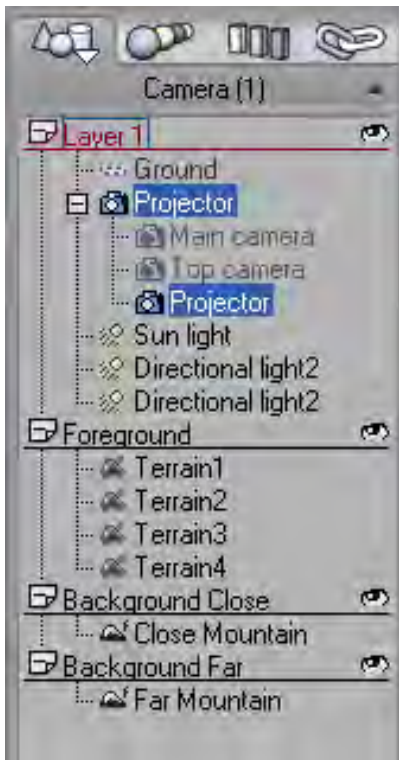 Camera (1)
Layer 1
Ground
Projector
Main camera
Top camera
Projector
Sun light
Directional light2
Directional light2
Foreground
Terrain1
Terrain2
Terrain3
Terrain4
Background Close
Close Mountain
Background Far
Far Mountain